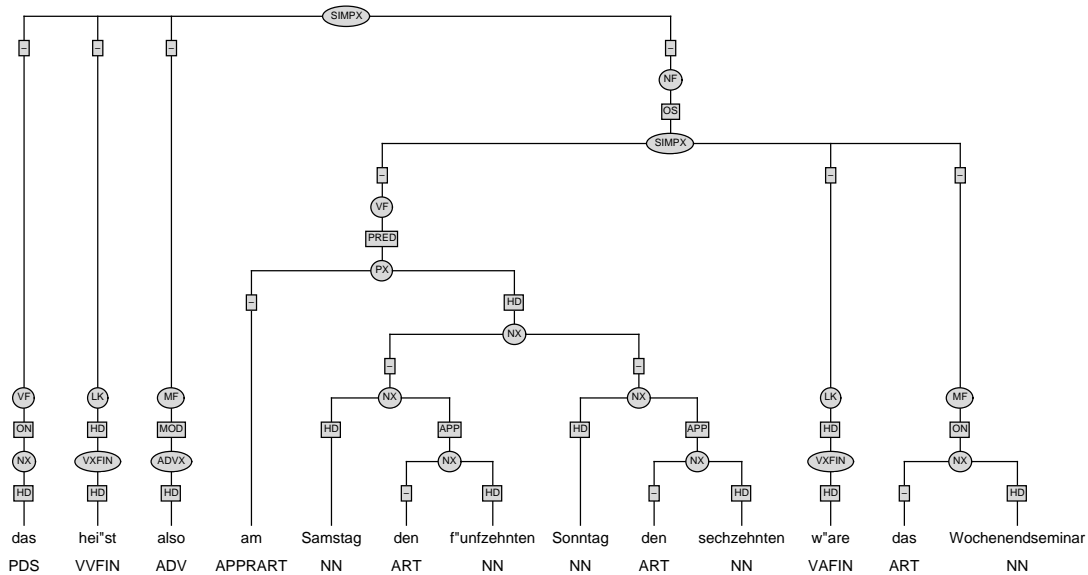 SIMPX
– – – –
NF
OS
SIMPX
– – –
VF
PRED
PX
– HD
NX
– –
VF LK MF NX NX LK MF
ON HD MOD HD APP HD APP HD ON
NX VXFIN ADVX NX NX VXFIN NX
HD HD HD – HD – HD HD – HD
das hei"st also am Samstag den f"unfzehnten Sonntag den sechzehnten w"are das Wochenendseminar
PDS VVFIN ADV APPRART NN ART NN NN ART NN VAFIN ART NN